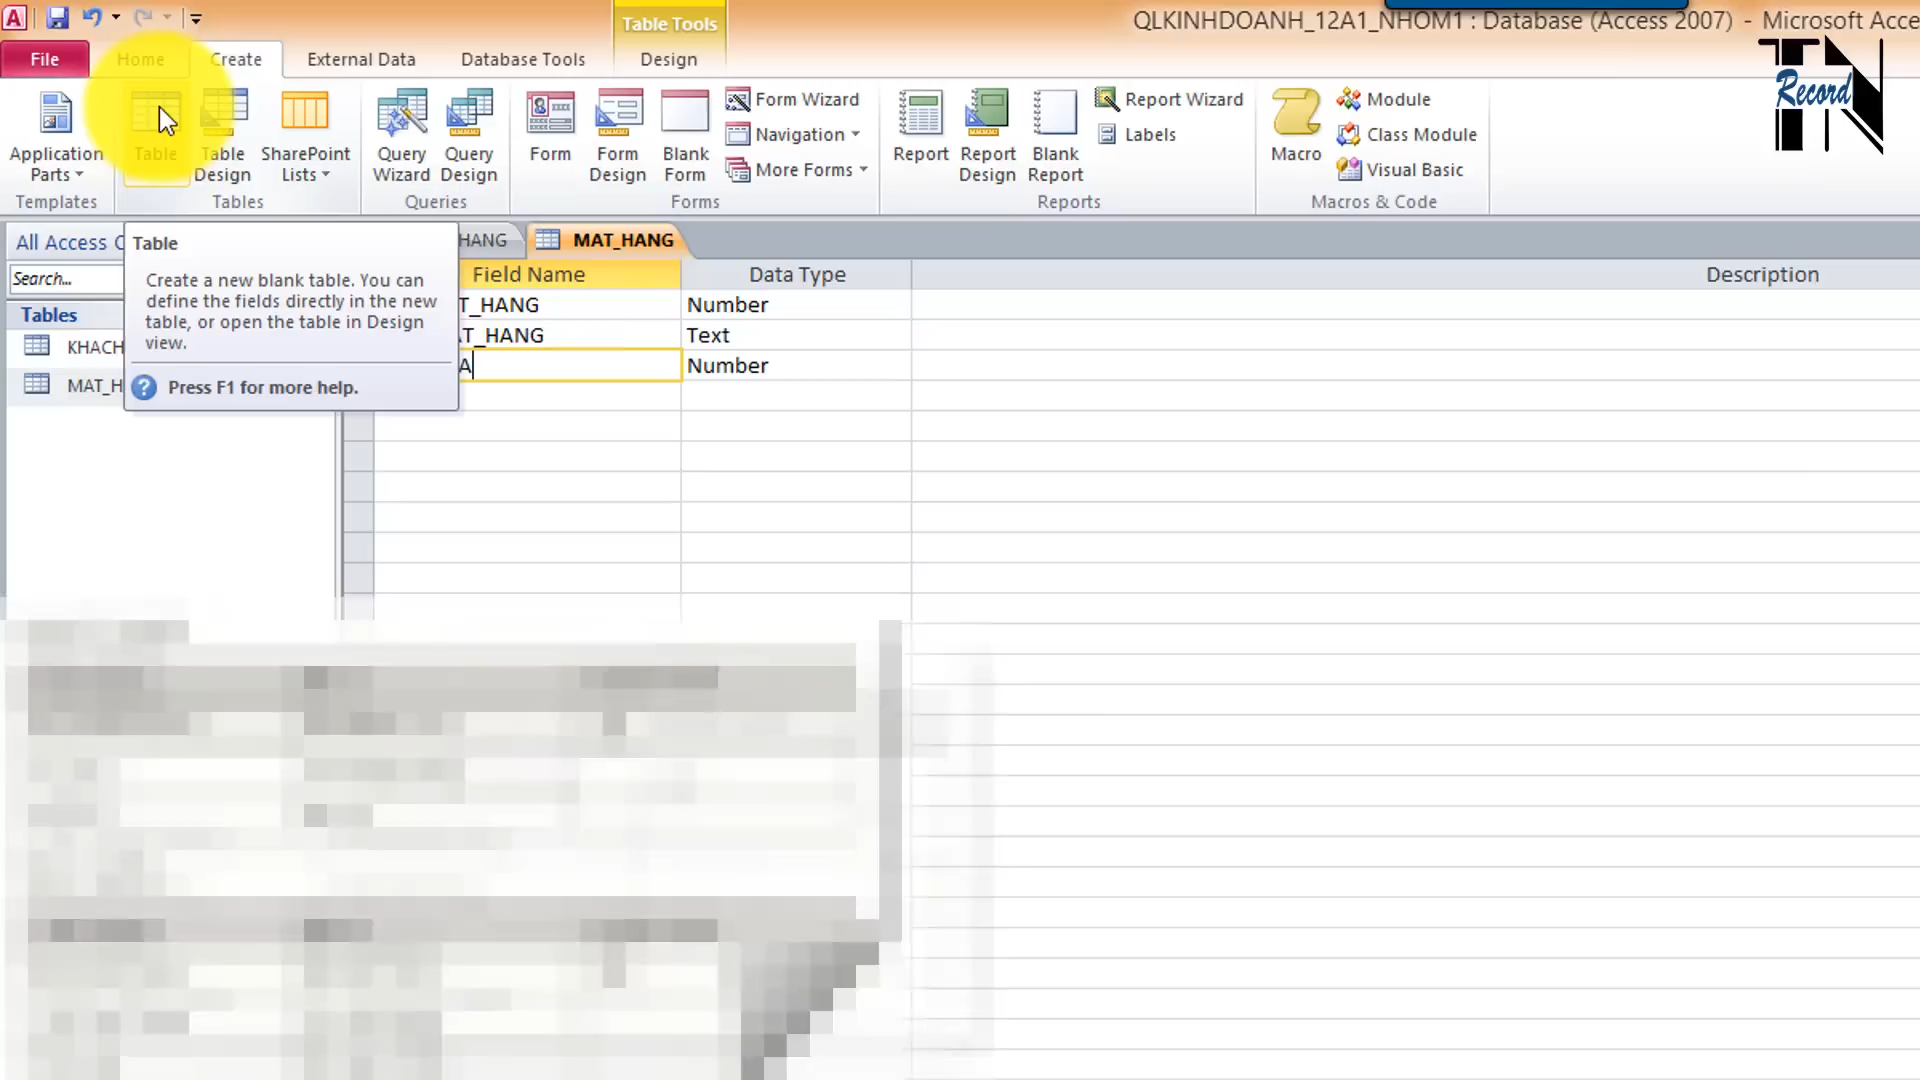 Table Tools
QLKINHDOANH_12A1_NHOM1 : Database (Access 2007) - Microsoft Acce
File Home Create External Data Database Tools Design
TN Record
Application Parts
Table
Table Design
SharePoint Lists
Query Wizard
Query Design
Form
Form Design
Blank Form
Form Wizard
Navigation
More Forms
Report
Report Design
Blank Report
Report Wizard
Labels
Macro
Module
Class Module
Visual Basic
Templates Tables Queries Forms Reports Macros & Code
All Access
HANG MAT_HANG
Search...
Tables
KHACH
MAT_H
Table
Create a new blank table. You can
define the fields directly in the new
table, or open the table in Design
view.
Press F1 for more help.
Field Name Data Type Description
T_HANG Number
AT_HANG Text
A Number